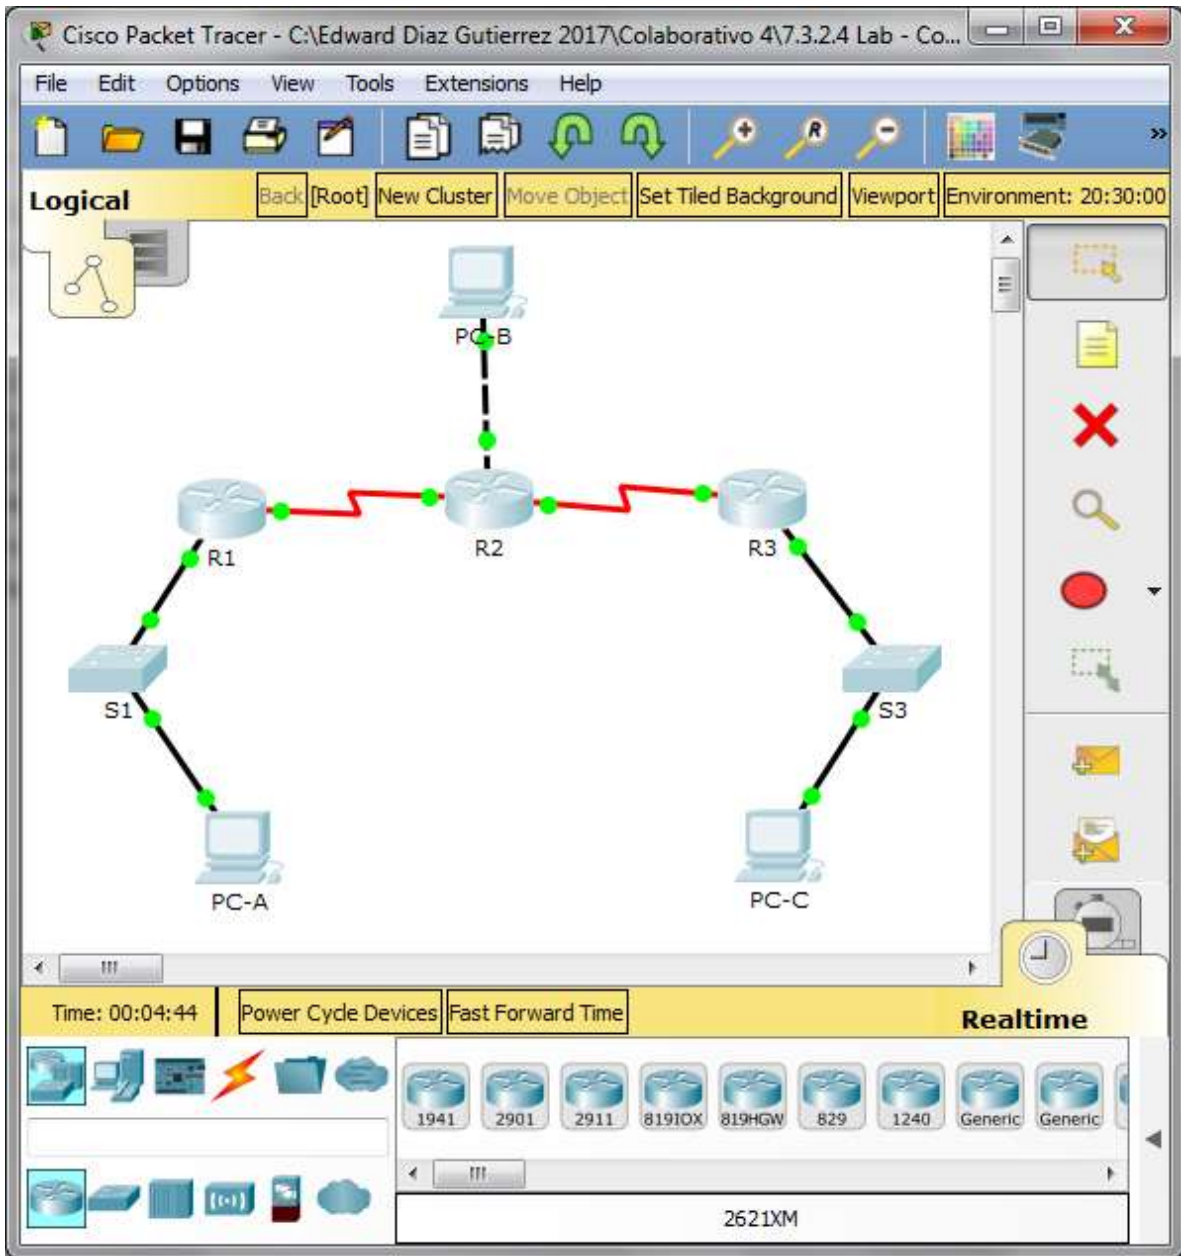 Cisco Packet Tracer - C:\Edward Diaz Gutierrez 2017\Colaborativo 4\7.3.2.4 Lab - Co...
File Edit Options View Tools Extensions Help
Logical Back [Root] New Cluster Move Object Set Tiled Background Viewport Environment: 20:30:00
PC-B
R1 R2 R3
S1 S3
PC-A PC-C
Time: 00:04:44 Power Cycle Devices Fast Forward Time Realtime
1941 2901 2911 819IOX 819HGW 829 1240 Generic Generic
2621XM